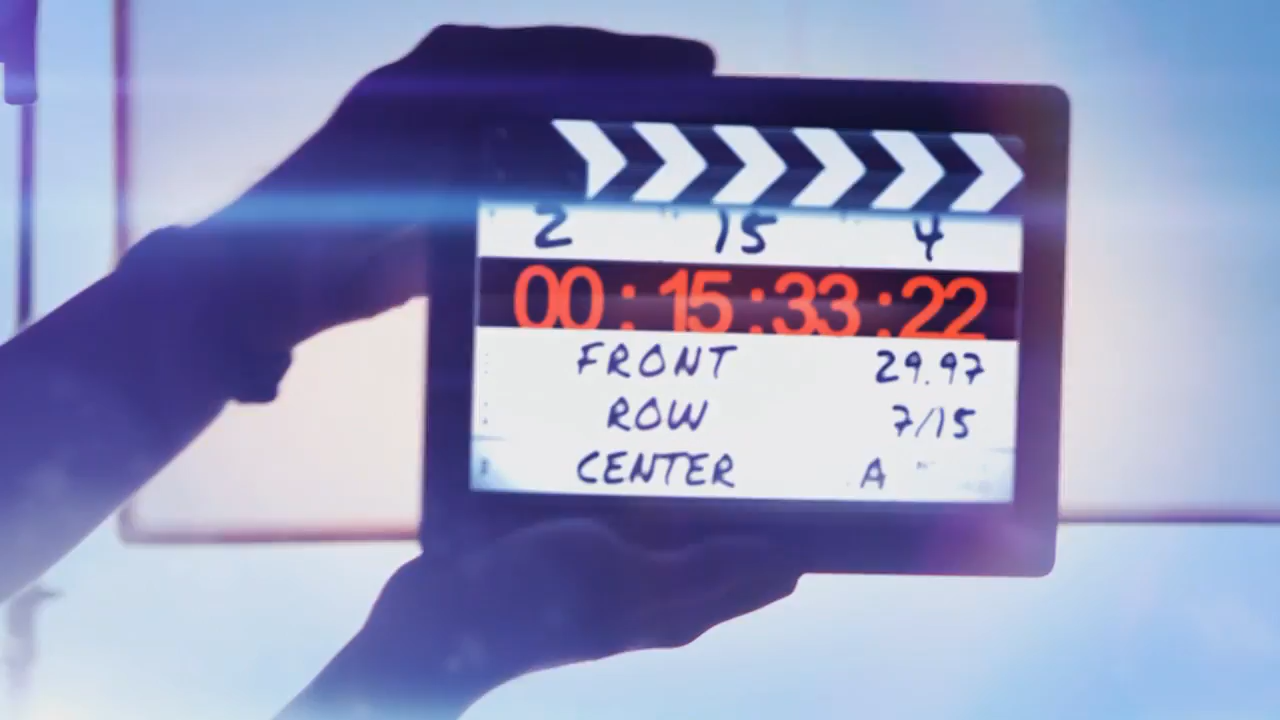 2 15 4
00:15:33:22
FRONT 29.97
ROW 7/15
CENTER A